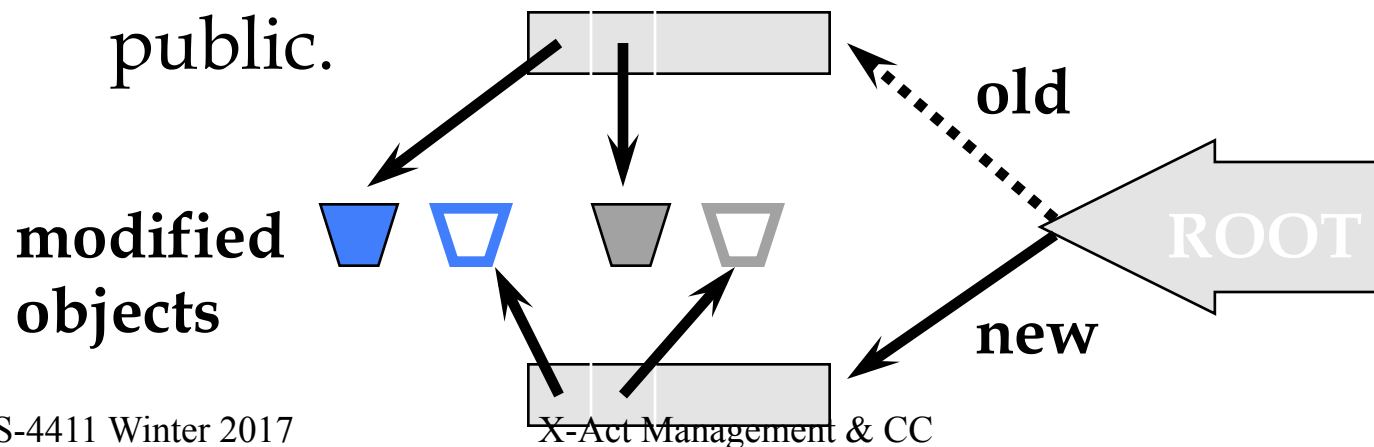 public.
old
modified
objects
ROOT
new
S-4411 Winter 2017
X-Act Management & CC